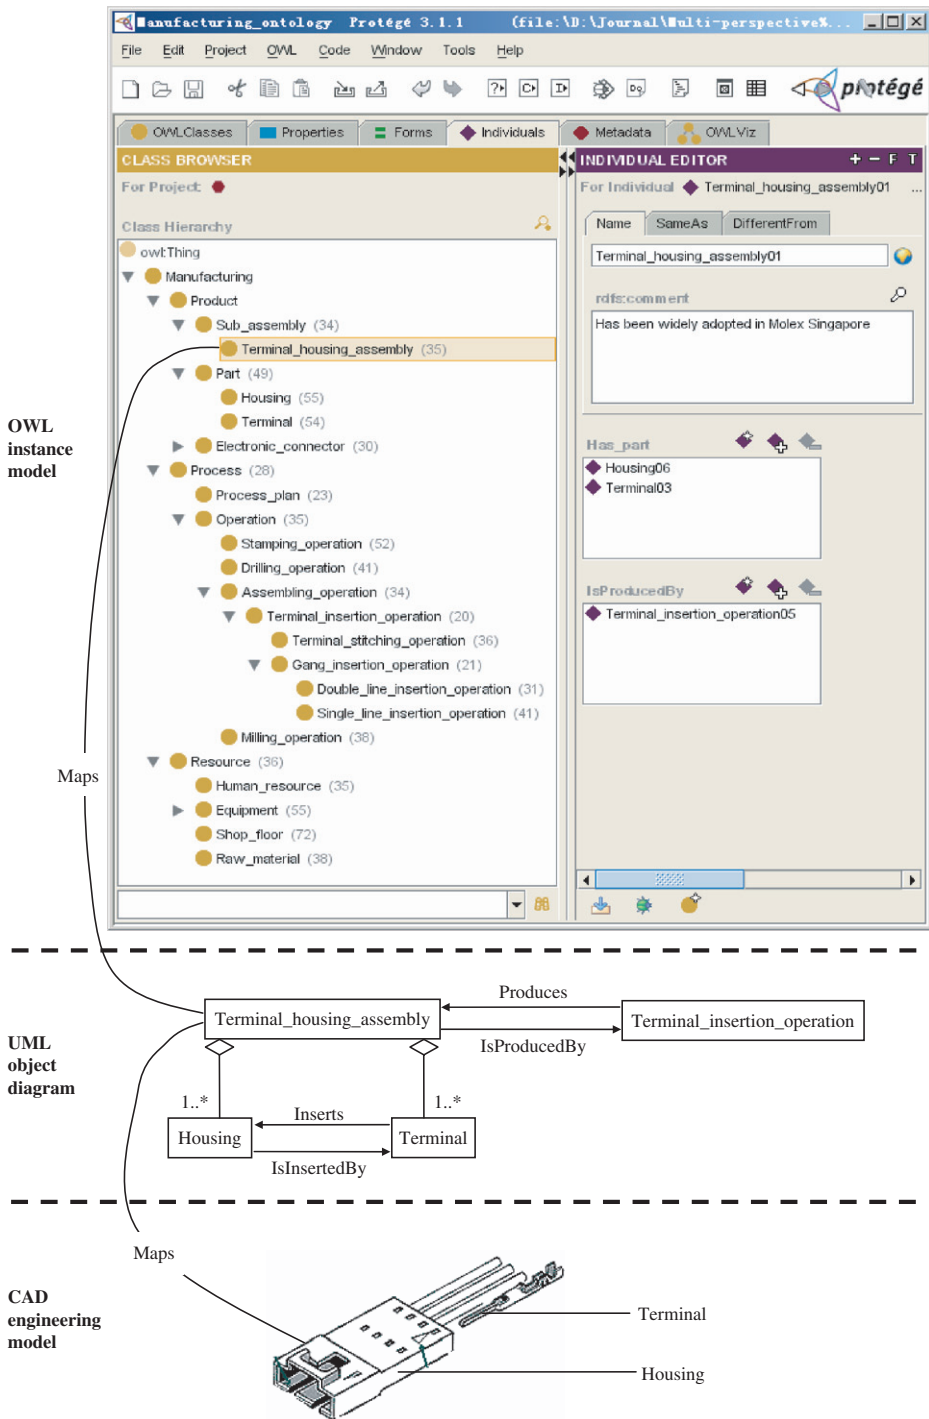 Manufacturing_ontology Protégé 3.1.1 (file:\D:\Journal\Multi-perspective%...
File Edit Project OWL Code Window Tools Help
protégé
OWLClasses Properties Forms Individuals Metadata OWLViz
CLASS BROWSER
For Project:
Class Hierarchy
owl:Thing
Manufacturing
Product
Sub_assembly (34)
Terminal_housing_assembly (35)
Part (49)
Housing (55)
Terminal (54)
Electronic_connector (30)
Process (28)
Process_plan (23)
Operation (35)
Stamping_operation (52)
Drilling_operation (41)
Assembling_operation (34)
Terminal_insertion_operation (20)
Terminal_stitching_operation (36)
Gang_insertion_operation (21)
Double_line_insertion_operation (31)
Single_line_insertion_operation (41)
Milling_operation (38)
Resource (36)
Human_resource (35)
Equipment (55)
Shop_floor (72)
Raw_material (38)
INDIVIDUAL EDITOR + − F T
For Individual Terminal_housing_assembly01 ...
Name SameAs DifferentFrom
Terminal_housing_assembly01
rdfs:comment
Has been widely adopted in Molex Singapore
Has_part
Housing06
Terminal03
IsProducedBy
Terminal_insertion_operation05
OWL
instance
model
Maps
UML
object
diagram
Terminal_housing_assembly
Produces
IsProducedBy
Terminal_insertion_operation
1..*
1..*
Housing
Inserts
IsInsertedBy
Terminal
Maps
CAD
engineering
model
Terminal
Housing